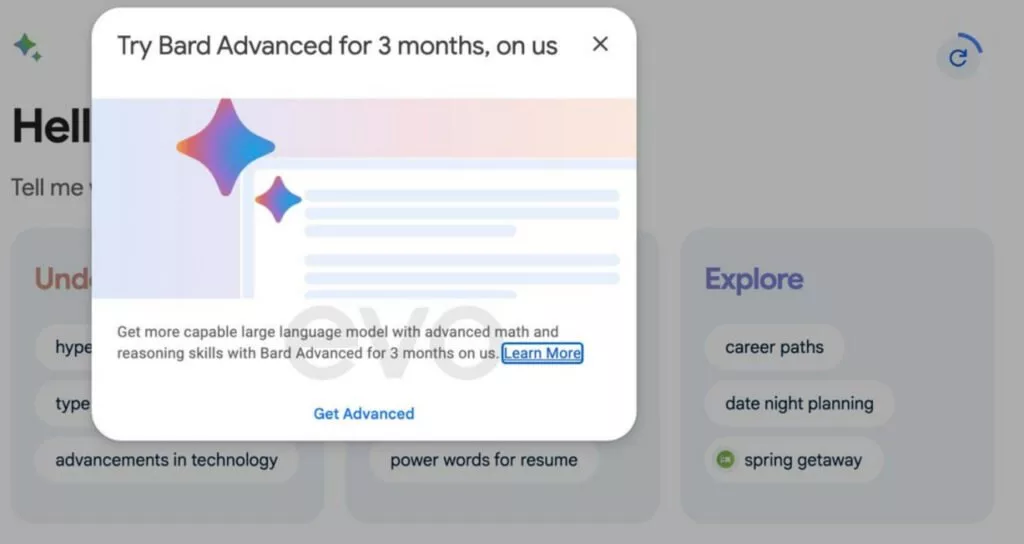 Try Bard Advanced for 3 months, on us
Hell
Tell me
evo
Get more capable large language model with advanced math and
reasoning skills with Bard Advanced for 3 months on us. Learn More
Get Advanced
Und
hype
type
advancements in technology
power words for resume
Explore
career paths
date night planning
spring getaway